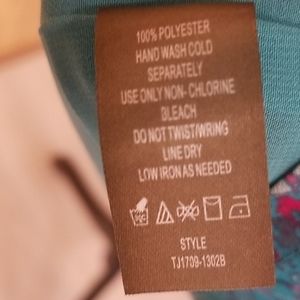 100% POLYESTER
HAND WASH COLD
SEPARATELY
USE ONLY NON- CHLORINE
BLEACH
DO NOT TWIST/WRING
LINE DRY
LOW IRON AS NEEDED
STYLE
TJ1709-1302B